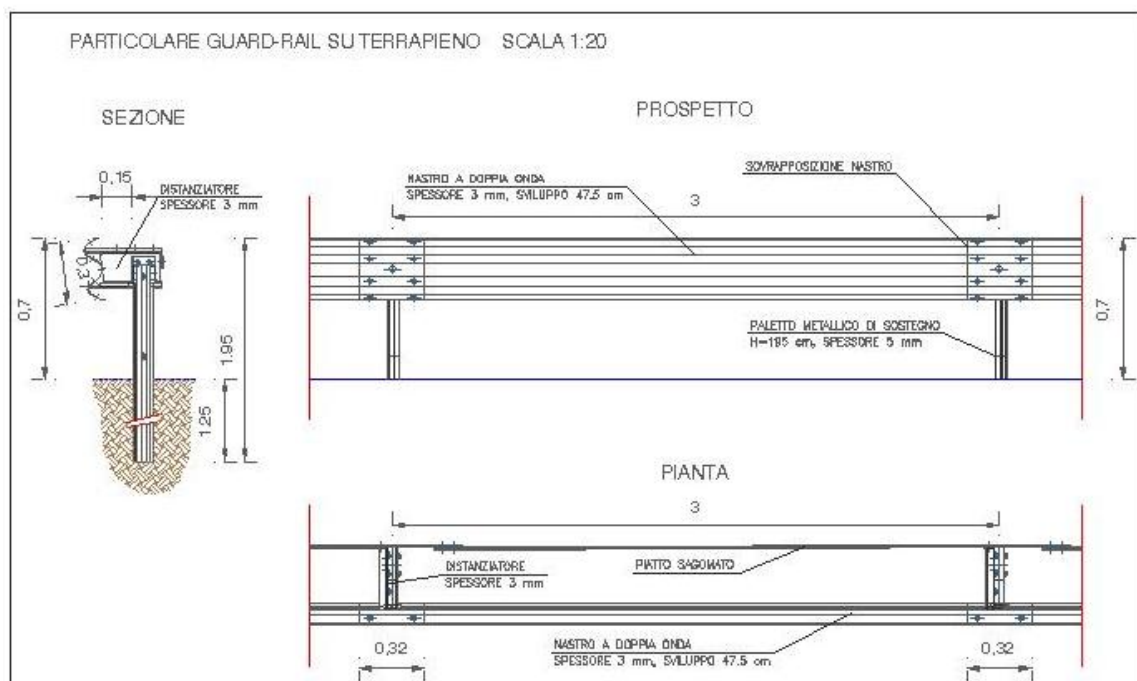 PARTICOLARE GUARD-RAIL SU TERRAPIENO SCALA 1:20
SEZIONE
0,15
DISTANZIATORE
SPESSORE 3 mm
0,3
0,7
1.95
1.25
PROSPETTO
NASTRO A DOPPIA ONDA
SPESSORE 3 mm, SVILUPPO 47.5 cm
SOVRAPPOSIZIONE NASTRO
3
PALETTO METALLICO DI SOSTEGNO
H=195 cm, SPESSORE 5 mm
0,7
PIANTA
3
DISTANZIATORE
SPESSORE 3 mm
PIATTO SAGOMATO
NASTRO A DOPPIA ONDA
SPESSORE 3 mm, SVILUPPO 47.5 cm
0,32
0,32